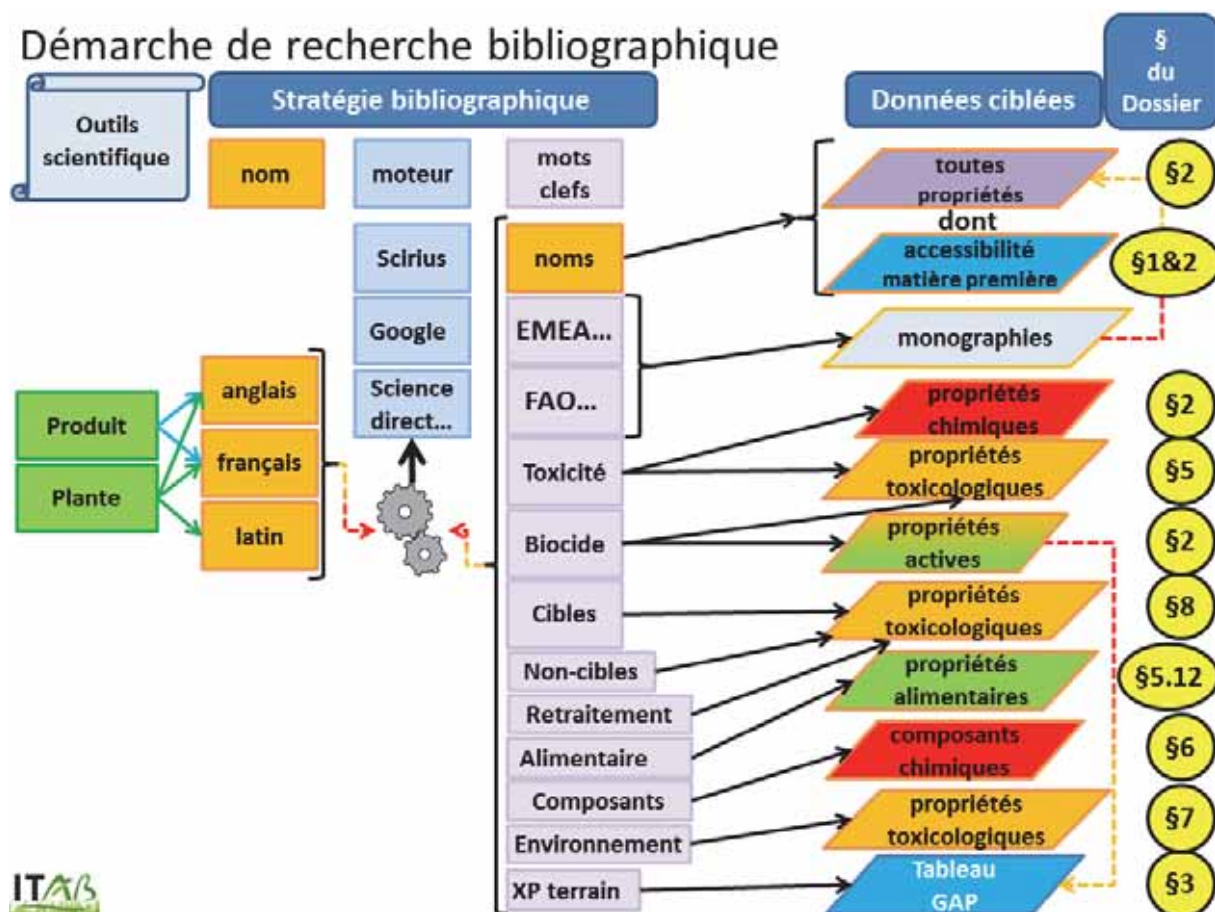 Démarche de recherche bibliographique
§
du
Dossier
Outils
scientifique
Stratégie bibliographique
Données ciblées
nom
moteur
mots
clefs
toutes
propriétés
§2
dont
Scirius
noms
accessibilité
matière première
§1&2
Google
EMEA...
monographies
anglais
Science
direct...
FAO...
propriétés
chimiques
§2
Produit
français
Toxicité
propriétés
toxicologiques
§5
Plante
latin
Biocide
propriétés
actives
§2
Cibles
propriétés
toxicologiques
§8
Non-cibles
propriétés
alimentaires
§5.12
Retraitement
Alimentaire
composants
chimiques
§6
Composants
Environnement
propriétés
toxicologiques
§7
XP terrain
Tableau
GAP
§3
ITAB